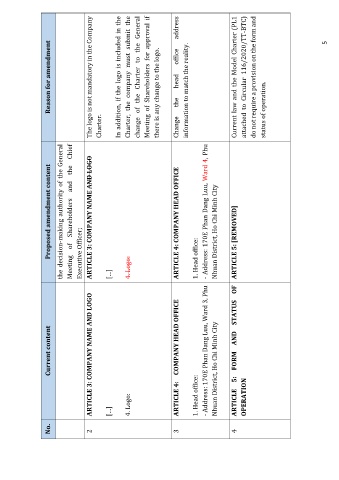 No.
Current content
Proposed amendment content
Reason for amendment
the decision-making authority of the General
Meeting of Shareholders and the Chief
Executive Officer;
2
ARTICLE 3: COMPANY NAME AND LOGO
[...]
4. Logo:
ARTICLE 3: COMPANY NAME AND LOGO
[...]
4. Logo:
The logo is not mandatory in the Company
Charter.
In addition, if the logo is included in the
Charter, the company must submit the
change of the Charter to the General
Meeting of Shareholders for approval if
there is any change to the logo.
3
ARTICLE 4: COMPANY HEAD OFFICE
1. Head office:
- Address: 170E Phan Dang Luu, Ward 3, Phu
Nhuan District, Ho Chi Minh City
ARTICLE 4: COMPANY HEAD OFFICE
1. Head office:
- Address: 170E Phan Dang Luu, Ward 4, Phu
Nhuan District, Ho Chi Minh City
Change the head office address
information to match the reality.
4
ARTICLE 5: FORM AND STATUS OF
OPERATION
ARTICLE 5: [REMOVED]
Current law and the Model Charter (PL1
attached to Circular 116/2020/TT-BTC)
do not require a provision on the form and
status of operation.
5